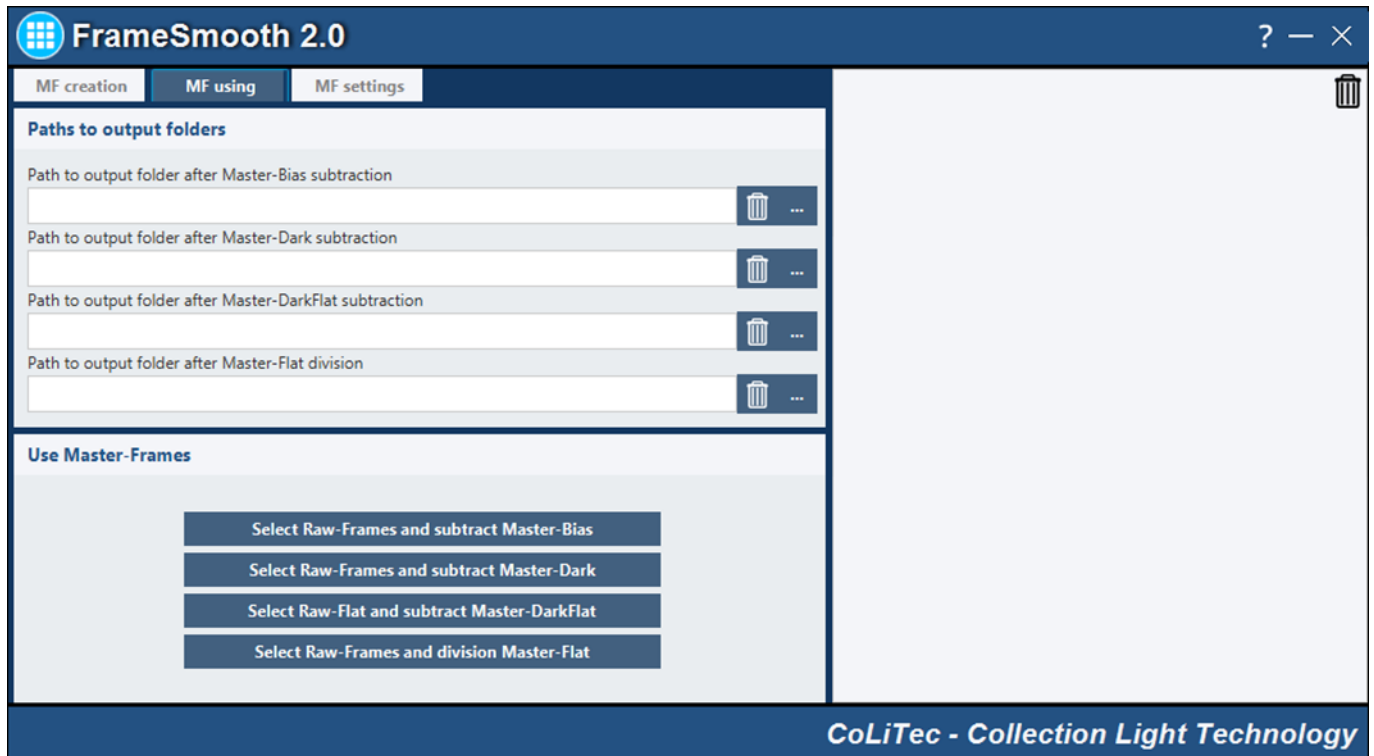 FrameSmooth 2.0
? — ×
MF creation MF using MF settings
Paths to output folders
Path to output folder after Master-Bias subtraction
...
Path to output folder after Master-Dark subtraction
...
Path to output folder after Master-DarkFlat subtraction
...
Path to output folder after Master-Flat division
...
Use Master-Frames
Select Raw-Frames and subtract Master-Bias
Select Raw-Frames and subtract Master-Dark
Select Raw-Flat and subtract Master-DarkFlat
Select Raw-Frames and division Master-Flat
CoLiTec - Collection Light Technology